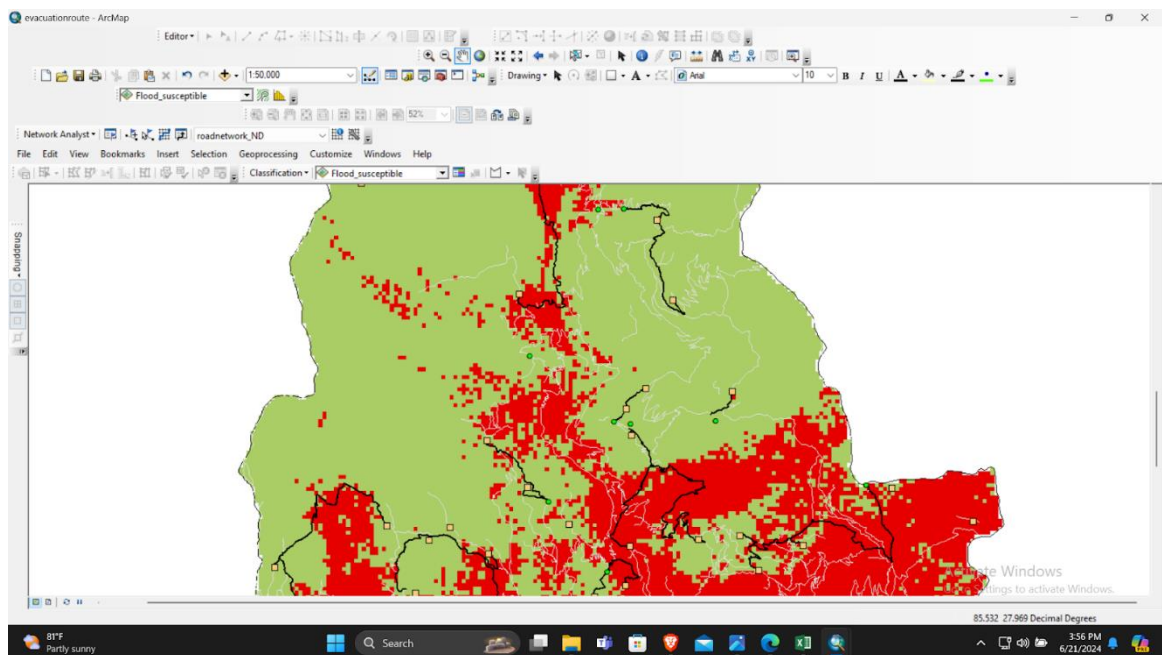 evacuationroute - ArcMap
Editor
1:50,000
Drawing
A
Arial
10
B I U A
Flood_susceptible
52%
Network Analyst
roadnetwork_ND
File Edit View Bookmarks Insert Selection Geoprocessing Customize Windows Help
Classification
Flood_susceptible
Snapping
Windows
ttings to activate Windows.
85.532 27.969 Decimal Degrees
81°F
Partly sunny
Search
3:56 PM
6/21/2024